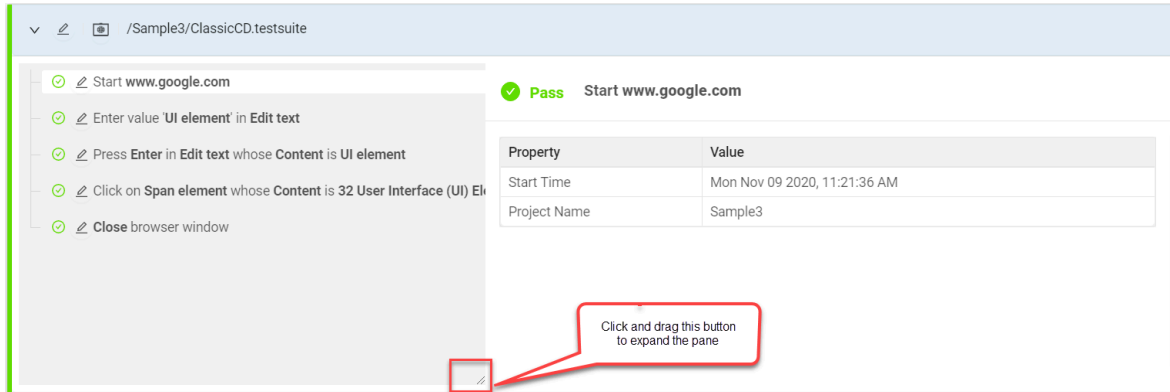 /Sample3/ClassicCD.testsuite
Start www.google.com
Enter value 'UI element' in Edit text
Press Enter in Edit text whose Content is UI element
Click on Span element whose Content is 32 User Interface (UI) Ele
Close browser window
Pass Start www.google.com
Property Value
Start Time Mon Nov 09 2020, 11:21:36 AM
Project Name Sample3
Click and drag this button
to expand the pane